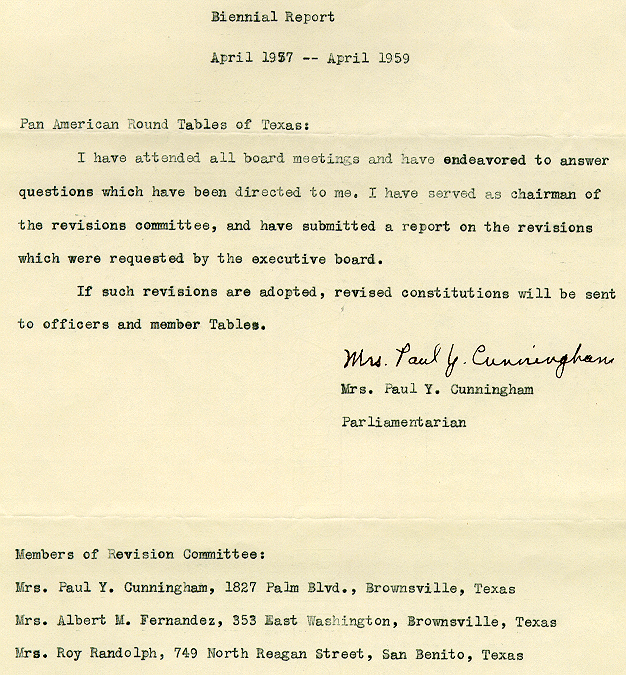 Biennial Report
April 1957 -- April 1959
Pan American Round Tables of Texas:
I have attended all board meetings and have endeavored to answer
questions which have been directed to me. I have served as chairman of
the revisions committee, and have submitted a report on the revisions
which were requested by the executive board.
If such revisions are adopted, revised constitutions will be sent
to officers and member Tables.
Mrs. Paul Y. Cunningham
Mrs. Paul Y. Cunningham
Parliamentarian
Members of Revision Committee:
Mrs. Paul Y. Cunningham, 1827 Palm Blvd., Brownsville, Texas
Mrs. Albert M. Fernandez, 353 East Washington, Brownsville, Texas
Mrs. Roy Randolph, 749 North Reagan Street, San Benito, Texas